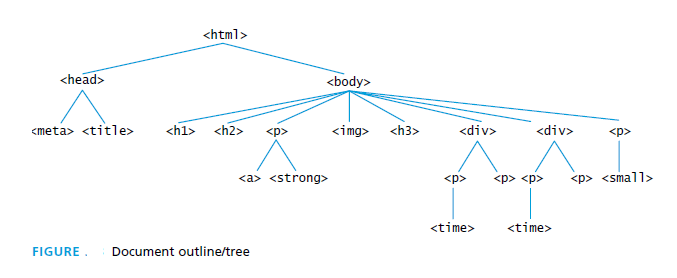 <html>
<head> <body>
<meta> <title> <h1> <h2> <p> <img> <h3> <div> <div> <p>
<a> <strong> <p> <p> <p> <p> <small>
<time> <time>
FIGURE . Document outline/tree